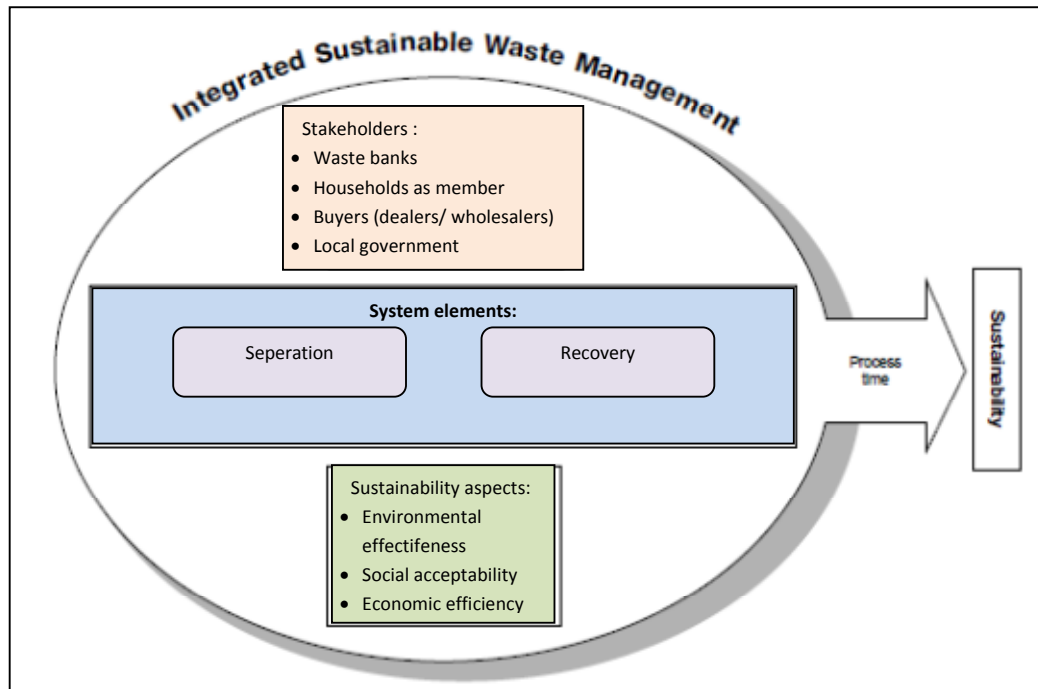 Integrated Sustainable Waste Management
Stakeholders :
• Waste banks
• Households as member
• Buyers (dealers/ wholesalers)
• Local government
System elements:
Seperation
Recovery
Process
time
Sustainability
Sustainability aspects:
• Environmental
effectifeness
• Social acceptability
• Economic efficiency